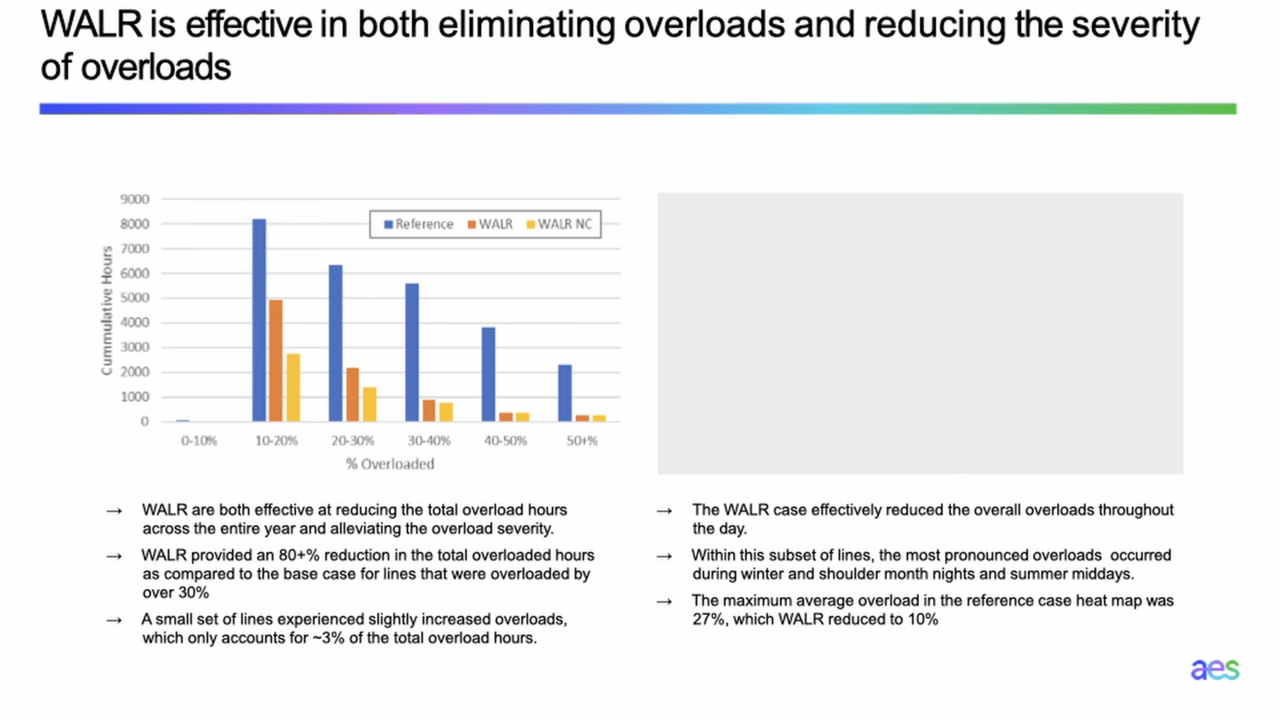 WALR is effective in both eliminating overloads and reducing the severity
of overloads
9000
8000
7000
6000
5000
4000
3000
2000
1000
0
Cummulative Hours
Reference WALR WALR NC
0-10% 10-20% 20-30% 30-40% 40-50% 50+%
% Overloaded
→ WALR are both effective at reducing the total overload hours
across the entire year and alleviating the overload severity.
→ WALR provided an 80+% reduction in the total overloaded hours
as compared to the base case for lines that were overloaded by
over 30%
→ A small set of lines experienced slightly increased overloads,
which only accounts for ~3% of the total overload hours.
→ The WALR case effectively reduced the overall overloads throughout
the day.
→ Within this subset of lines, the most pronounced overloads occurred
during winter and shoulder month nights and summer middays.
→ The maximum average overload in the reference case heat map was
27%, which WALR reduced to 10%
aes